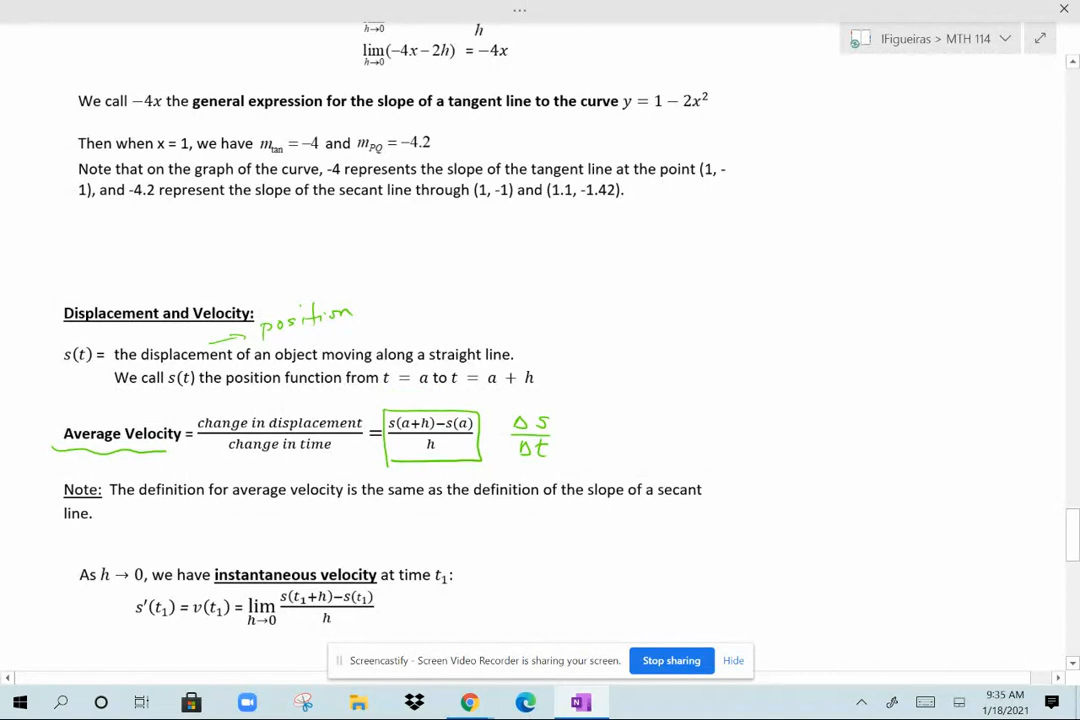 lim h→0 h
lim h→0 (−4x−2h) = −4x
IFigueiras > MTH 114
We call −4x the general expression for the slope of a tangent line to the curve y = 1 − 2x²
Then when x = 1, we have m_tan = −4 and m_PQ = −4.2
Note that on the graph of the curve, -4 represents the slope of the tangent line at the point (1, -
1), and -4.2 represent the slope of the secant line through (1, -1) and (1.1, -1.42).
Displacement and Velocity:
→ position
s(t) = the displacement of an object moving along a straight line.
We call s(t) the position function from t = a to t = a + h
Average Velocity = change in displacement / change in time = s(a+h)−s(a) / h Δs / Δt
Note: The definition for average velocity is the same as the definition of the slope of a secant
line.
As h → 0, we have instantaneous velocity at time t₁:
s′(t₁) = v(t₁) = lim h→0 s(t₁+h)−s(t₁) / h
Screencastify - Screen Video Recorder is sharing your screen. Stop sharing Hide
9:35 AM
1/18/2021